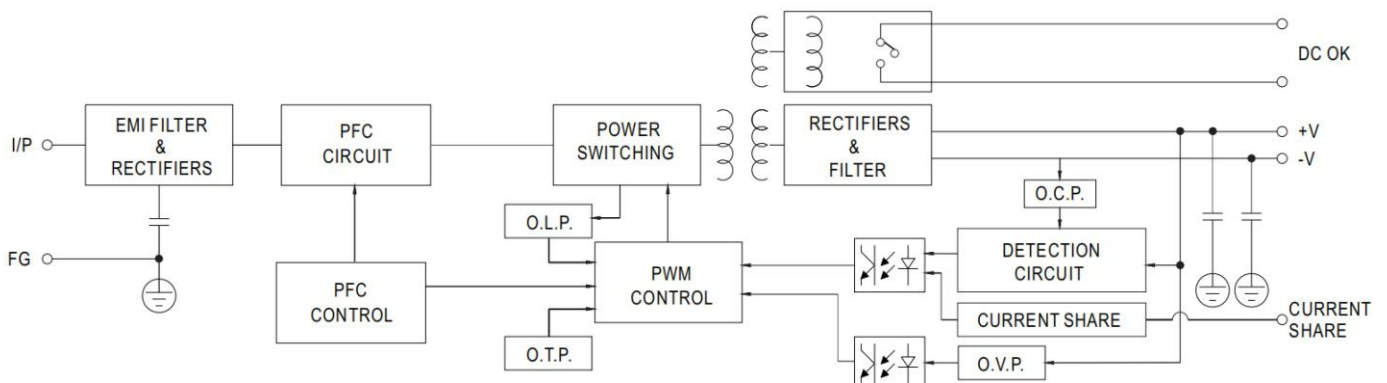 DC OK
I/P
EMI FILTER
&
RECTIFIERS
PFC
CIRCUIT
POWER
SWITCHING
RECTIFIERS
&
FILTER
+V
-V
O.C.P.
O.L.P.
FG
PFC
CONTROL
PWM
CONTROL
DETECTION
CIRCUIT
CURRENT SHARE
CURRENT
SHARE
O.T.P.
O.V.P.